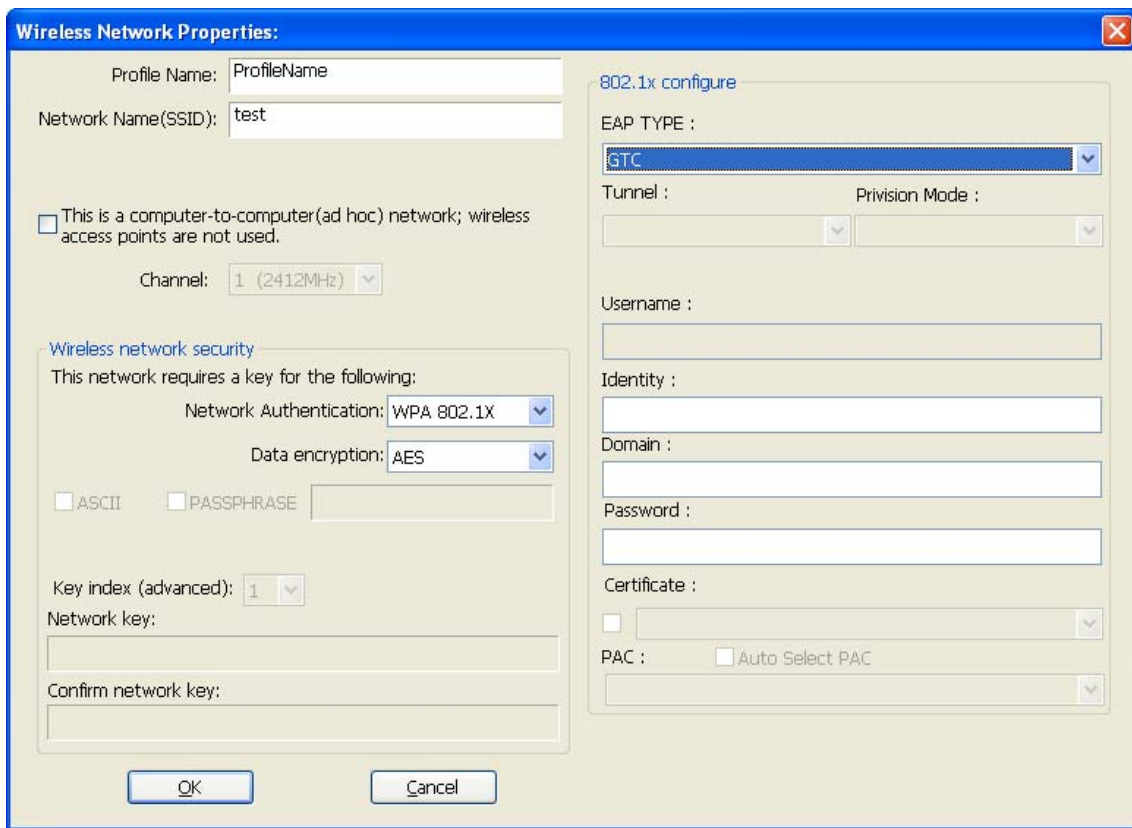 Wireless Network Properties:
Profile Name: ProfileName
Network Name(SSID): test
This is a computer-to-computer(ad hoc) network; wireless
access points are not used.
Channel: 1 (2412MHz)
Wireless network security
This network requires a key for the following:
Network Authentication: WPA 802.1X
Data encryption: AES
ASCII PASSPHRASE
Key index (advanced): 1
Network key:
Confirm network key:
OK Cancel
802.1x configure
EAP TYPE :
GTC
Tunnel : Privision Mode :
Username :
Identity :
Domain :
Password :
Certificate :
PAC : Auto Select PAC